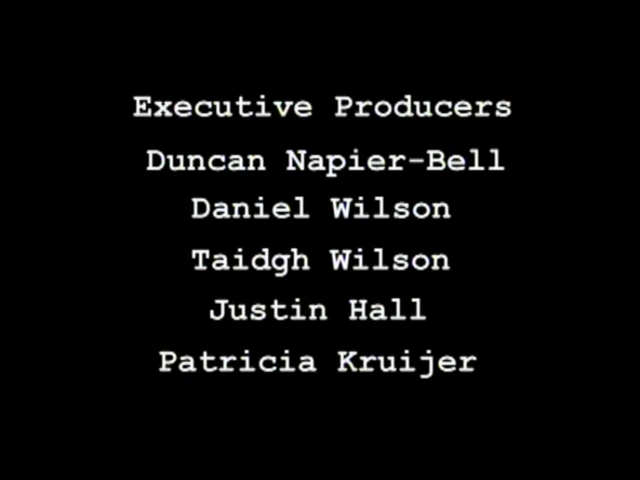 Executive Producers
Duncan Napier-Bell
Daniel Wilson
Taidgh Wilson
Justin Hall
Patricia Kruijer